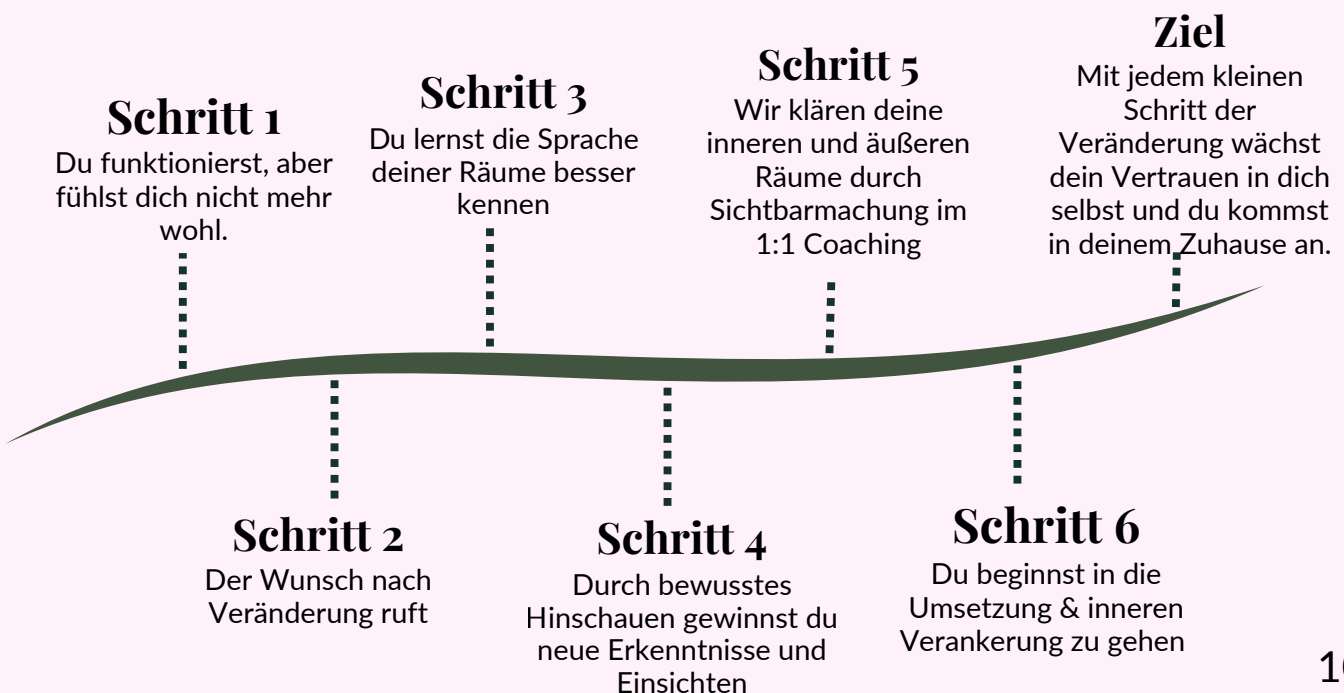 Schritt 1
Du funktionierst, aber
fühlst dich nicht mehr
wohl.
Schritt 2
Der Wunsch nach
Veränderung ruft
Schritt 3
Du lernst die Sprache
deiner Räume besser
kennen
Schritt 4
Durch bewusstes
Hinschauen gewinnst du
neue Erkenntnisse und
Einsichten
Schritt 5
Wir klären deine
inneren und äußeren
Räume durch
Sichtbarmachung im
1:1 Coaching
Schritt 6
Du beginnst in die
Umsetzung & inneren
Verankerung zu gehen
Ziel
Mit jedem kleinen
Schritt der
Veränderung wächst
dein Vertrauen in dich
selbst und du kommst
in deinem Zuhause an.